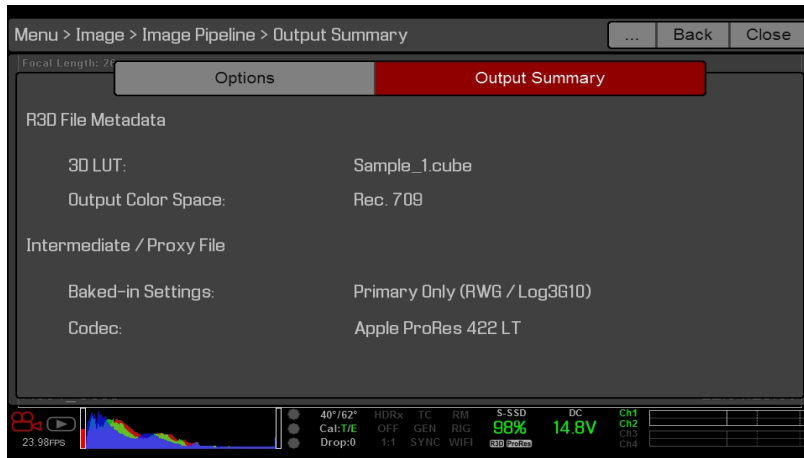 Menu > Image > Image Pipeline > Output Summary ... Back Close
Focal Length: 2
Options Output Summary
R3D File Metadata
3D LUT: Sample_1.cube
Output Color Space: Rec. 709
Intermediate / Proxy File
Baked-in Settings: Primary Only (RWG / Log3G10)
Codec: Apple ProRes 422 LT
40°/62° HDRx TC RM S-SSD DC Ch1
Cal:T/E OFF GEN RIG 98% 14.8V Ch2
23.98FPS Drop:0 1:1 SYNC WIFI R3D ProRes Ch3
Ch4